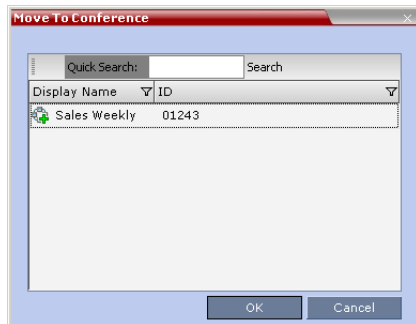 Move To Conference
Quick Search: Search
Display Name ID
Sales Weekly 01243
OK Cancel